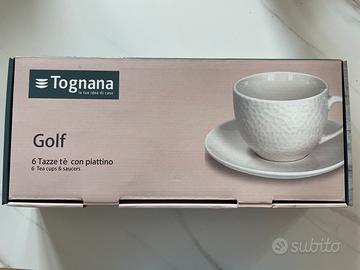 Tognana
la tua idea di casa
Golf
6 Tazze tè con piattino
6 Tea cups & saucers
subito